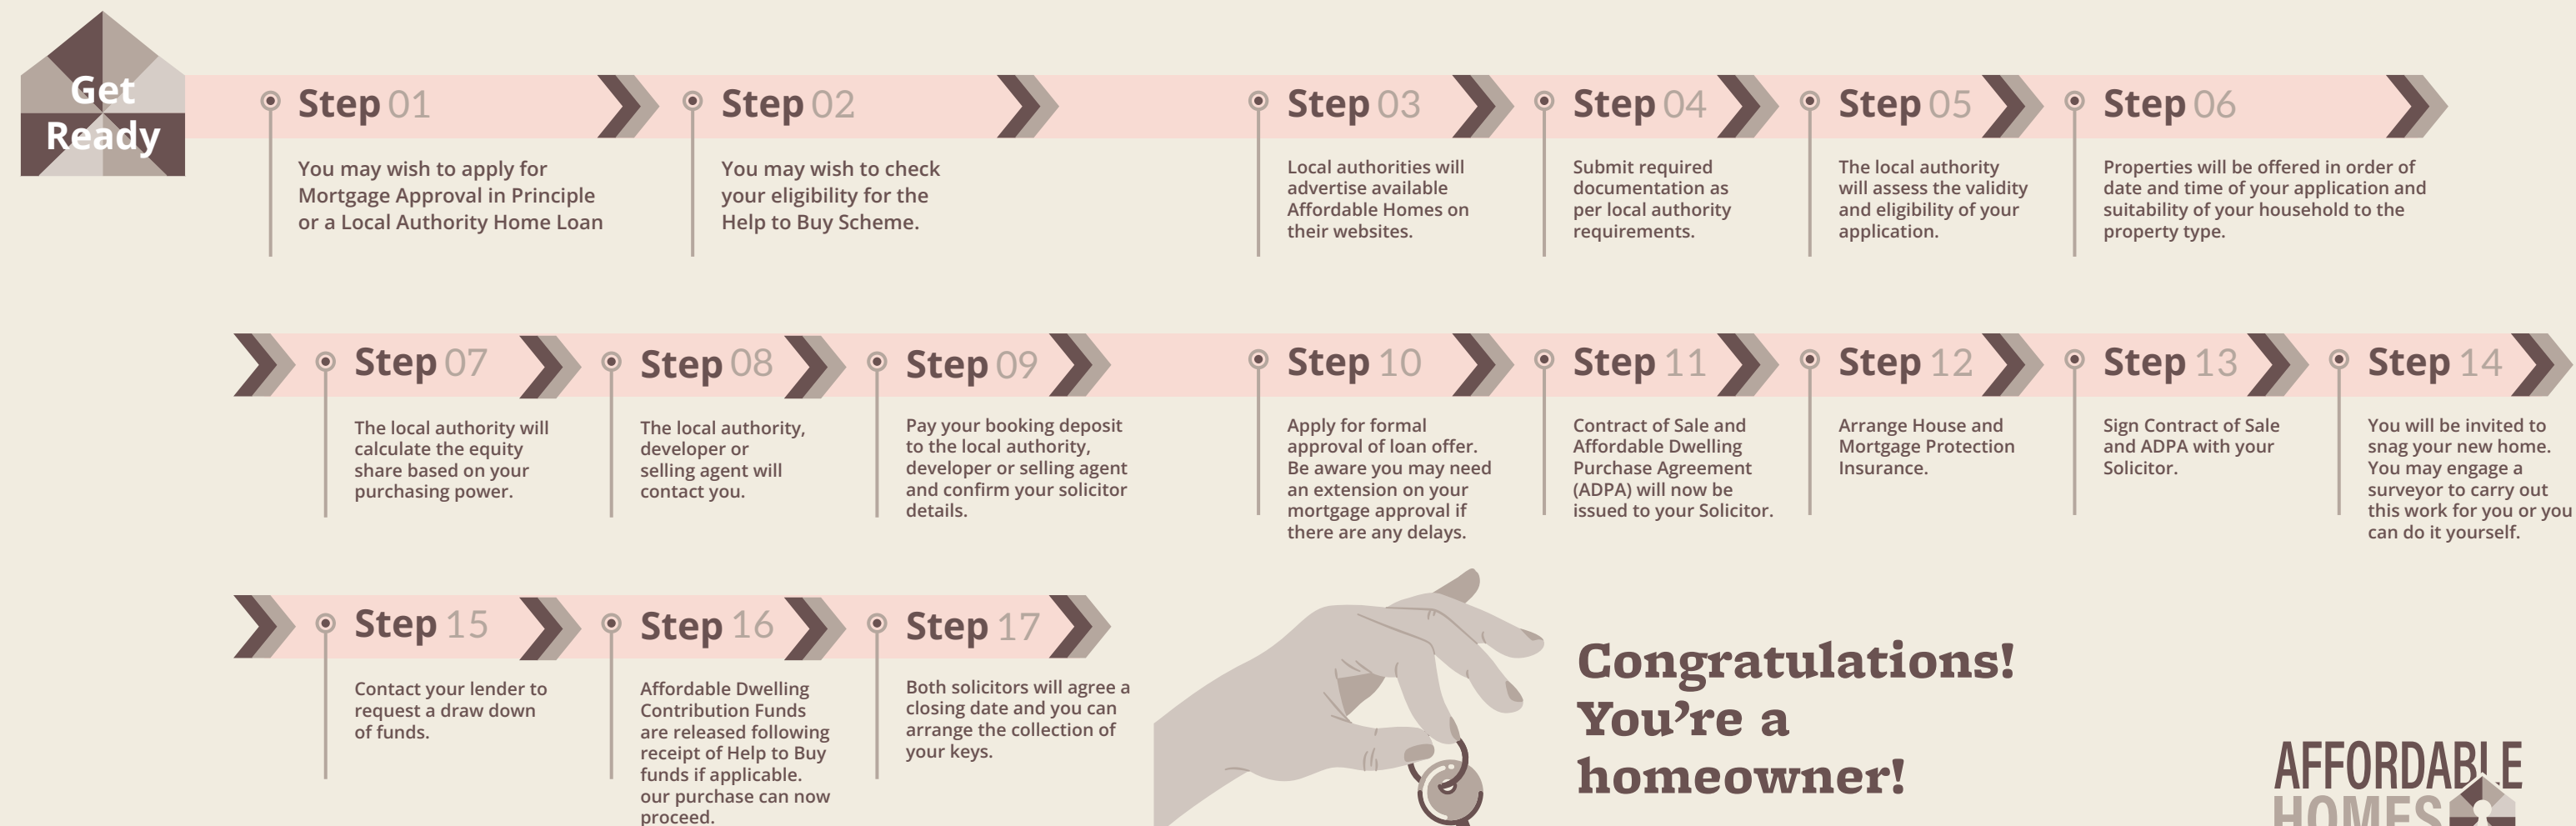 Get
Ready
Step 01
You may wish to apply for
Mortgage Approval in Principle
or a Local Authority Home Loan
Step 02
You may wish to check
your eligibility for the
Help to Buy Scheme.
Step 03
Local authorities will
advertise available
Affordable Homes on
their websites.
Step 04
Submit required
documentation as
per local authority
requirements.
Step 05
The local authority
will assess the validity
and eligibility of your
application.
Step 06
Properties will be offered in order of
date and time of your application and
suitability of your household to the
property type.
Step 07
The local authority will
calculate the equity
share based on your
purchasing power.
Step 08
The local authority,
developer or
selling agent will
contact you.
Step 09
Pay your booking deposit
to the local authority,
developer or selling agent
and confirm your solicitor
details.
Step 10
Apply for formal
approval of loan offer.
Be aware you may need
an extension on your
mortgage approval if
there are any delays.
Step 11
Contract of Sale and
Affordable Dwelling
Purchase Agreement
(ADPA) will now be
issued to your Solicitor.
Step 12
Arrange House and
Mortgage Protection
Insurance.
Step 13
Sign Contract of Sale
and ADPA with your
Solicitor.
Step 14
You will be invited to
snag your new home.
You may engage a
surveyor to carry out
this work for you or you
can do it yourself.
Step 15
Contact your lender to
request a draw down
of funds.
Step 16
Affordable Dwelling
Contribution Funds
are released following
receipt of Help to Buy
funds if applicable.
our purchase can now
proceed.
Step 17
Both solicitors will agree a
closing date and you can
arrange the collection of
your keys.
Congratulations!
You're a
homeowner!
AFFORDABLE
HOMES